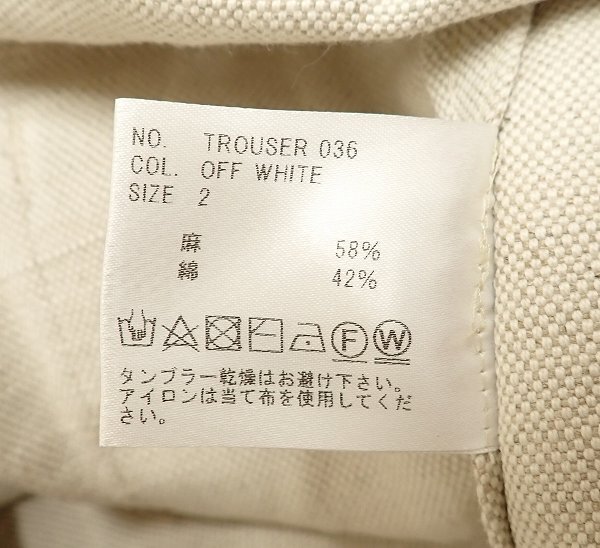 NO. TROUSER 036
COL. OFF WHITE
SIZE 2
麻 58%
綿 42%
F W
タンブラー乾燥はお避け下さい。
アイロンは当て布を使用してくだ
さい。